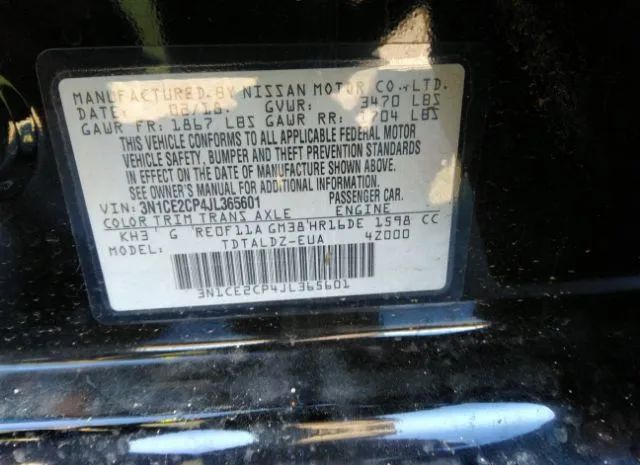 MANUFACTURED BY NISSAN MOTOR CO., LTD.
DATE: 02/18 GVWR: 3470 LBS
GAWR FR: 1867 LBS GAWR RR: 1704 LBS
THIS VEHICLE CONFORMS TO ALL APPLICABLE FEDERAL MOTOR
VEHICLE SAFETY, BUMPER AND THEFT PREVENTION STANDARDS
IN EFFECT ON THE DATE OF MANUFACTURE SHOWN ABOVE.
SEE OWNER'S MANUAL FOR ADDITIONAL INFORMATION.
VIN: 3N1CE2CP4JL365601 PASSENGER CAR.
COLOR TRIM TRANS AXLE ENGINE
KH3 G RE0F11A GM38 HR16DE 1598 CC
MODEL: TDTALDZ-EUA 4Z000
3N1CE2CP4JL365601